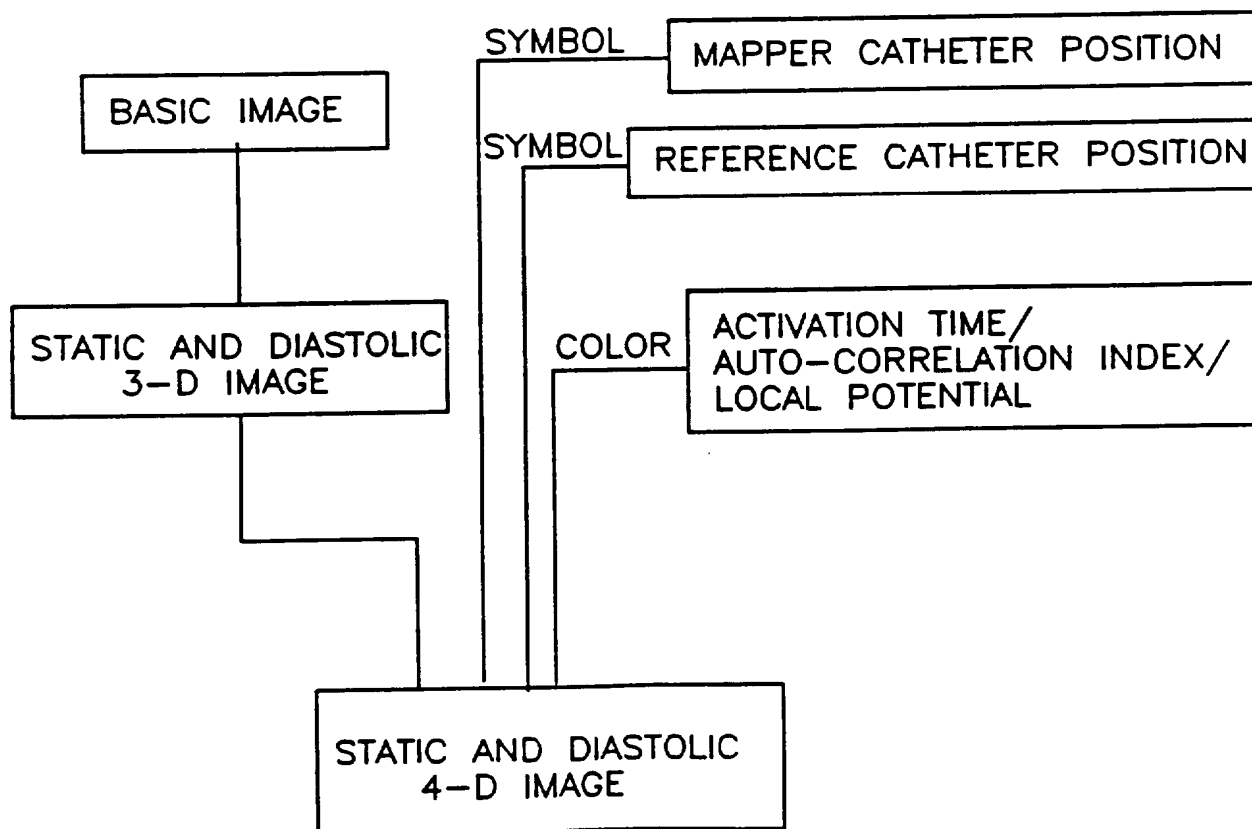 SYMBOL
MAPPER CATHETER POSITION
BASIC IMAGE
SYMBOL
REFERENCE CATHETER POSITION
STATIC AND DIASTOLIC
3-D IMAGE
COLOR
ACTIVATION TIME/
AUTO-CORRELATION INDEX/
LOCAL POTENTIAL
STATIC AND DIASTOLIC
4-D IMAGE